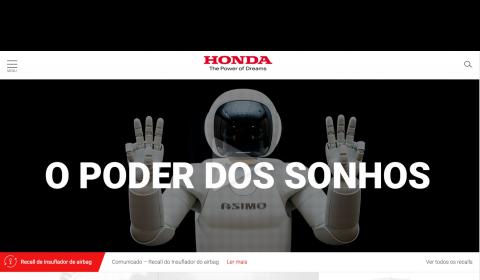 MENU
HONDA
The Power of Dreams
O PODER DOS SONHOS
ASIMO
Recall de insuflador de airbag
Comunicado – Recall do insuflador do airbag
Ler mais
Ver todos os recalls